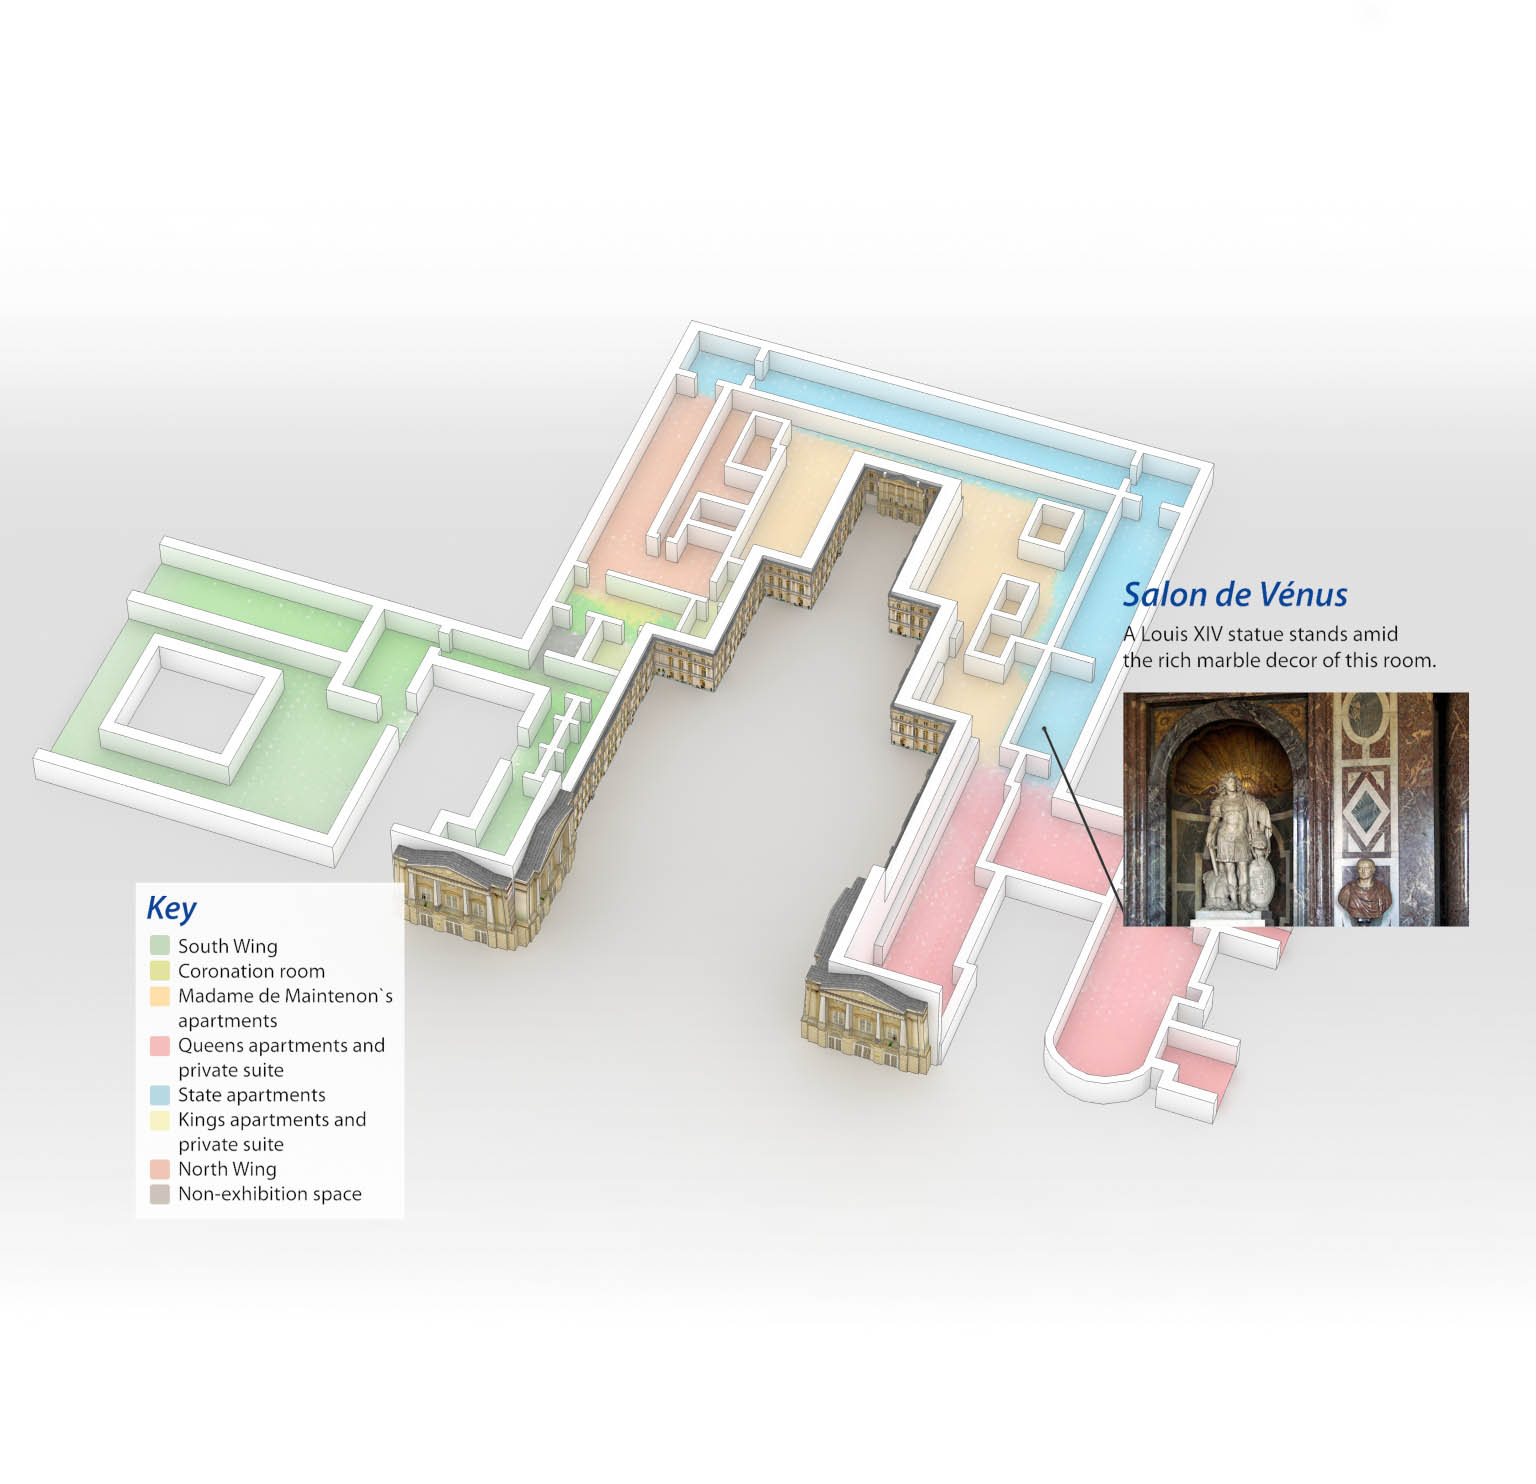 Salon de Vénus
A Louis XIV statue stands amid
the rich marble decor of this room.
Key
South Wing
Coronation room
Madame de Maintenon`s
apartments
Queens apartments and
private suite
State apartments
Kings apartments and
private suite
North Wing
Non-exhibition space